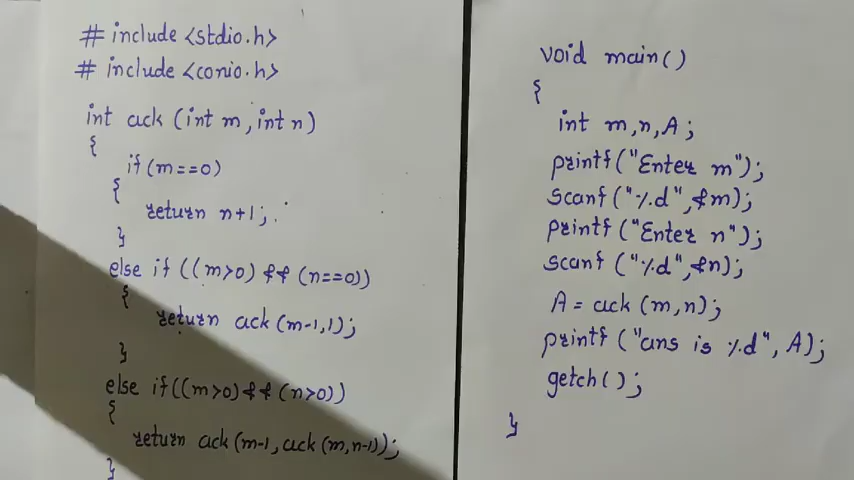 # include <stdio.h>
# include <conio.h>
int ack (int m, int n)
{
if (m==0)
{
return n+1;
}
else if ((m>0) && (n==0))
{
return ack (m-1,1);
}
else if((m>0) && (n>0))
{
return ack (m-1, ack (m, n-1));
}
void main()
{
int m,n,A;
printf ("Enter m");
scanf ("%d", &m);
printf ("Enter n");
scanf ("%d", &n);
A = ack (m,n);
printf ("ans is %d", A);
getch();
}